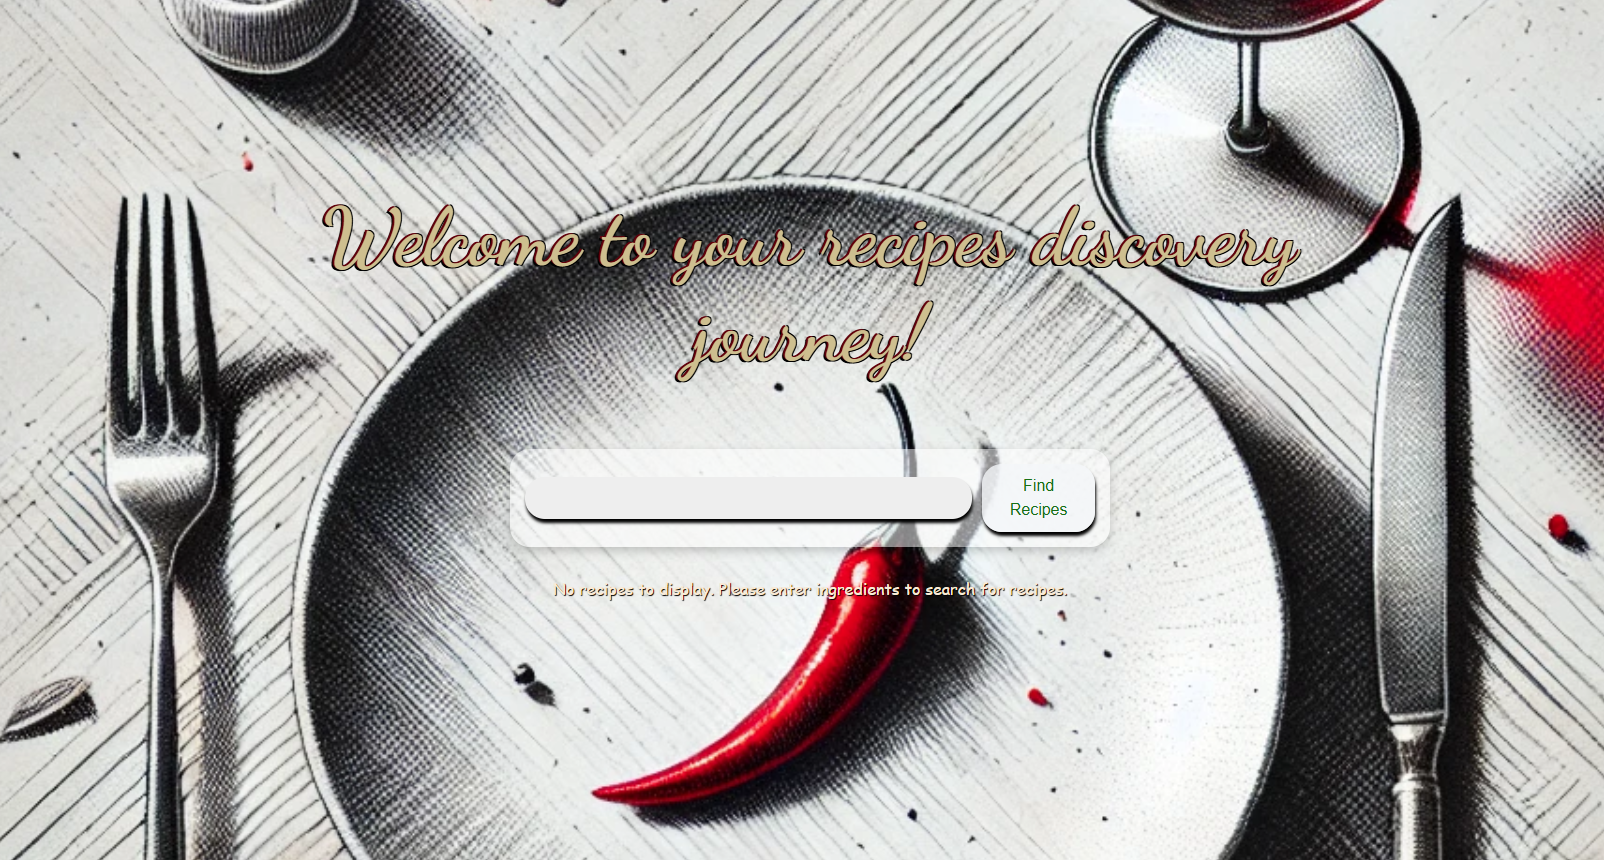 Welcome to your recipes discovery
journey!
Find
Recipes
No recipes to display. Please enter ingredients to search for recipes.